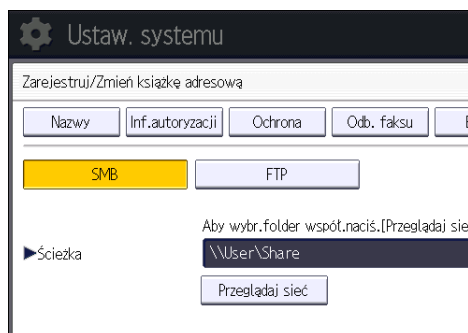 Ustaw. systemu
Zarejestruj/Zmień książkę adresową
Nazwy Inf.autoryzacji Ochrona Odb. faksu
SMB FTP
Aby wybr.folder współ.naciś.[Przeglądaj sie
▶Ścieżka \\User\Share
Przeglądaj sieć